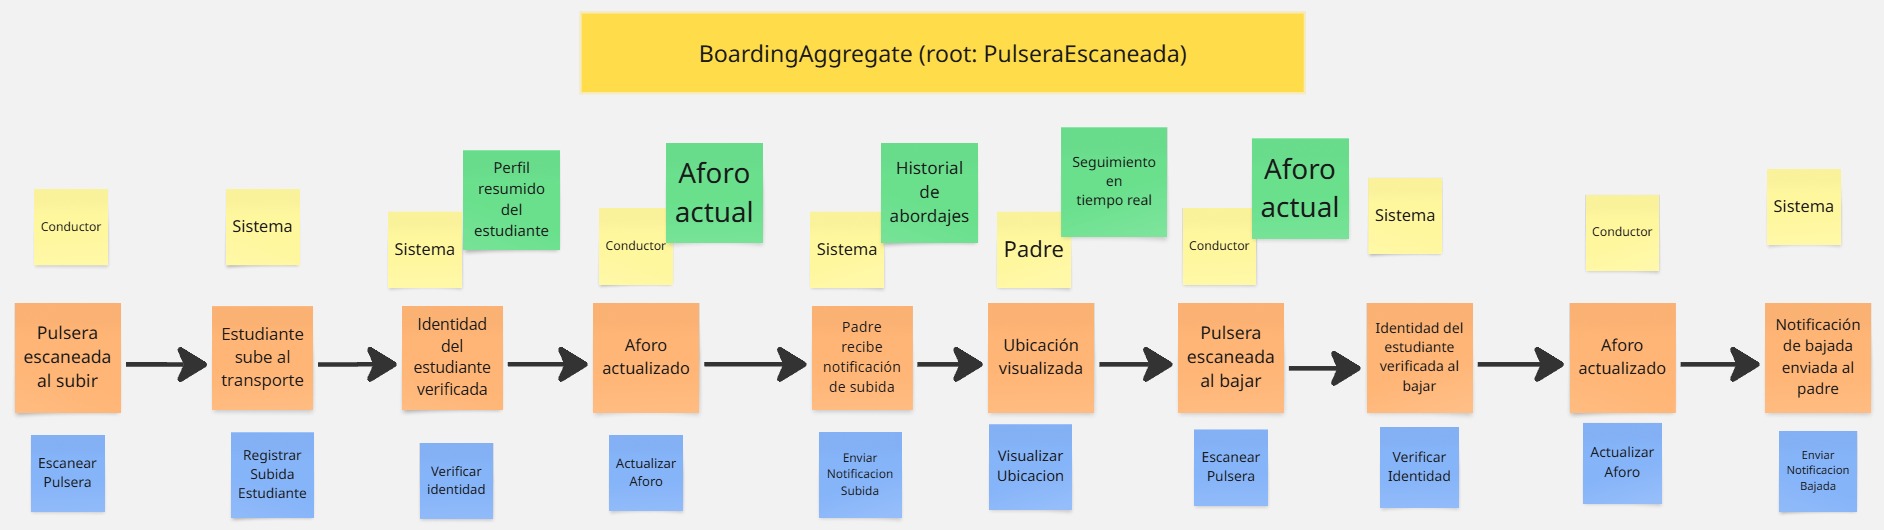 BoardingAggregate (root: PulseraEscaneada)
Conductor
Sistema
Sistema
Perfil
resumido
del
estudiante
Conductor
Aforo
actual
Sistema
Historial
de
abordajes
Padre
Seguimiento
en
tiempo real
Conductor
Aforo
actual
Sistema
Conductor
Sistema
Pulsera
escaneada
al subir
Estudiante
sube al
transporte
Identidad
del
estudiante
verificada
Aforo
actualizado
Padre
recibe
notificación
de subida
Ubicación
visualizada
Pulsera
escaneada
al bajar
Identidad del
estudiante
verificada al
bajar
Aforo
actualizado
Notificación
de bajada
enviada al
padre
Escanear
Pulsera
Registrar
Subida
Estudiante
Verificar
identidad
Actualizar
Aforo
Enviar
Notificacion
Subida
Visualizar
Ubicacion
Escanear
Pulsera
Verificar
Identidad
Actualizar
Aforo
Enviar
Notificacion
Bajada